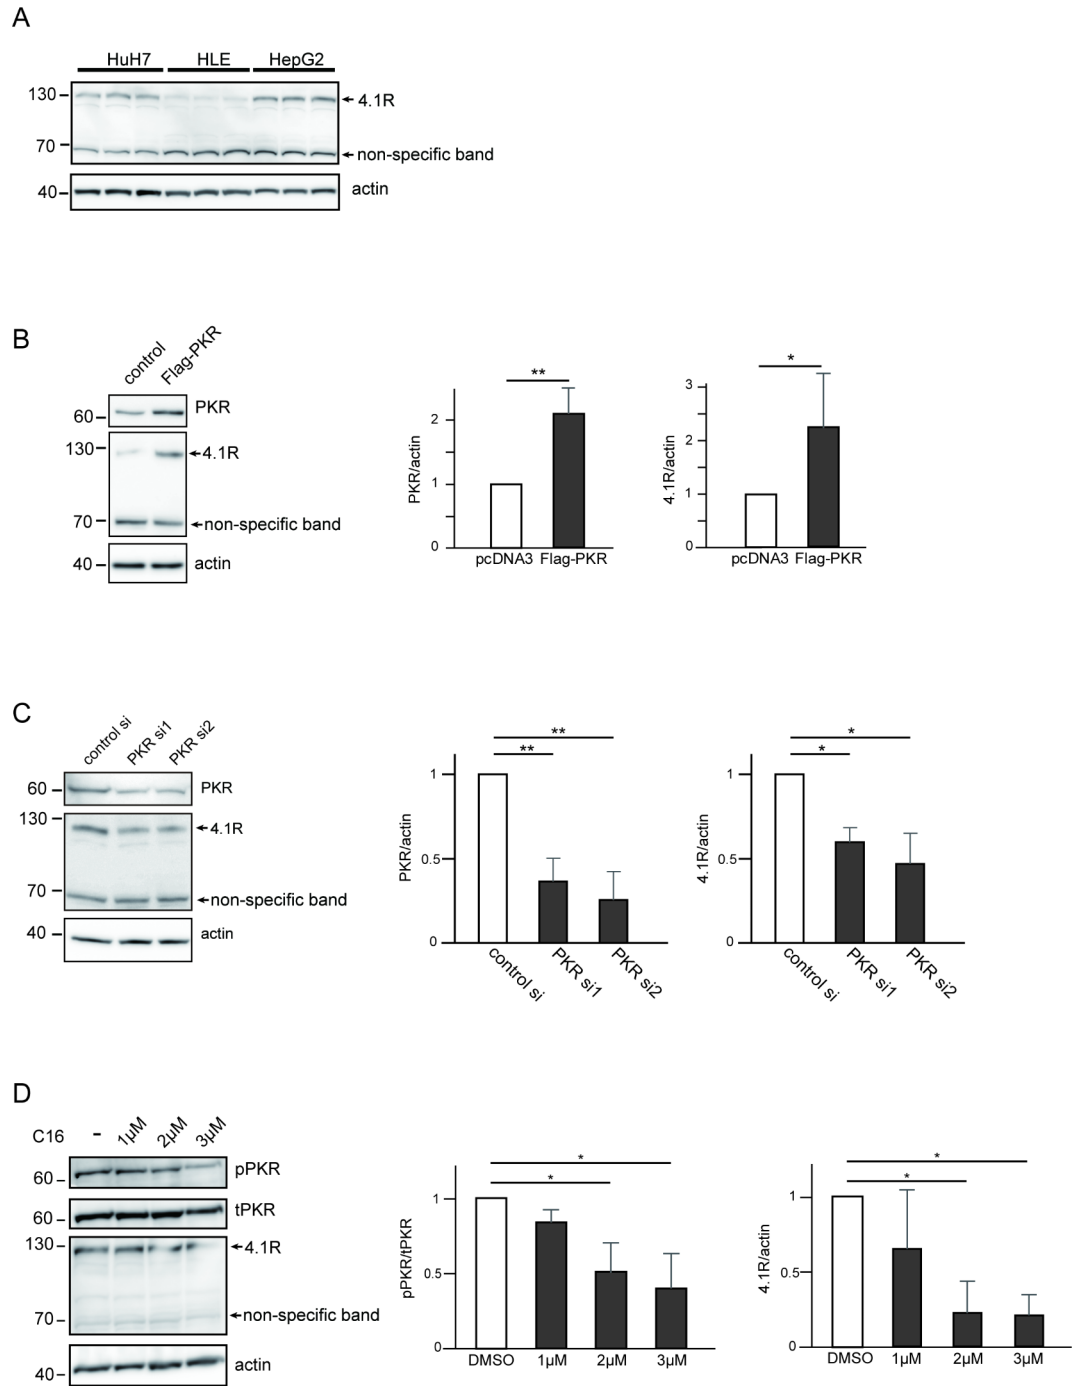 A
HuH7 HLE HepG2
130
4.1R
70
non-specific band
40
actin
B
control Flag-PKR
60
PKR
130
4.1R
70
non-specific band
40
actin
**
PKR/actin
2
1
0
pcDNA3 Flag-PKR
*
4.1R/actin
3
2
1
0
pcDNA3 Flag-PKR
C
control si PKR si1 PKR si2
60
PKR
130
4.1R
70
non-specific band
40
actin
**
**
PKR/actin
1
0.5
0
control si PKR si1 PKR si2
*
*
4.1R/actin
1
0.5
0
control si PKR si1 PKR si2
D
C16 - 1µM 2µM 3µM
pPKR
60
tPKR
60
130
4.1R
70
non-specific band
actin
40
*
*
pPKR/tPKR
1
0.5
0
DMSO 1µM 2µM 3µM
*
*
4.1R/actin
1
0.5
0
DMSO 1µM 2µM 3µM